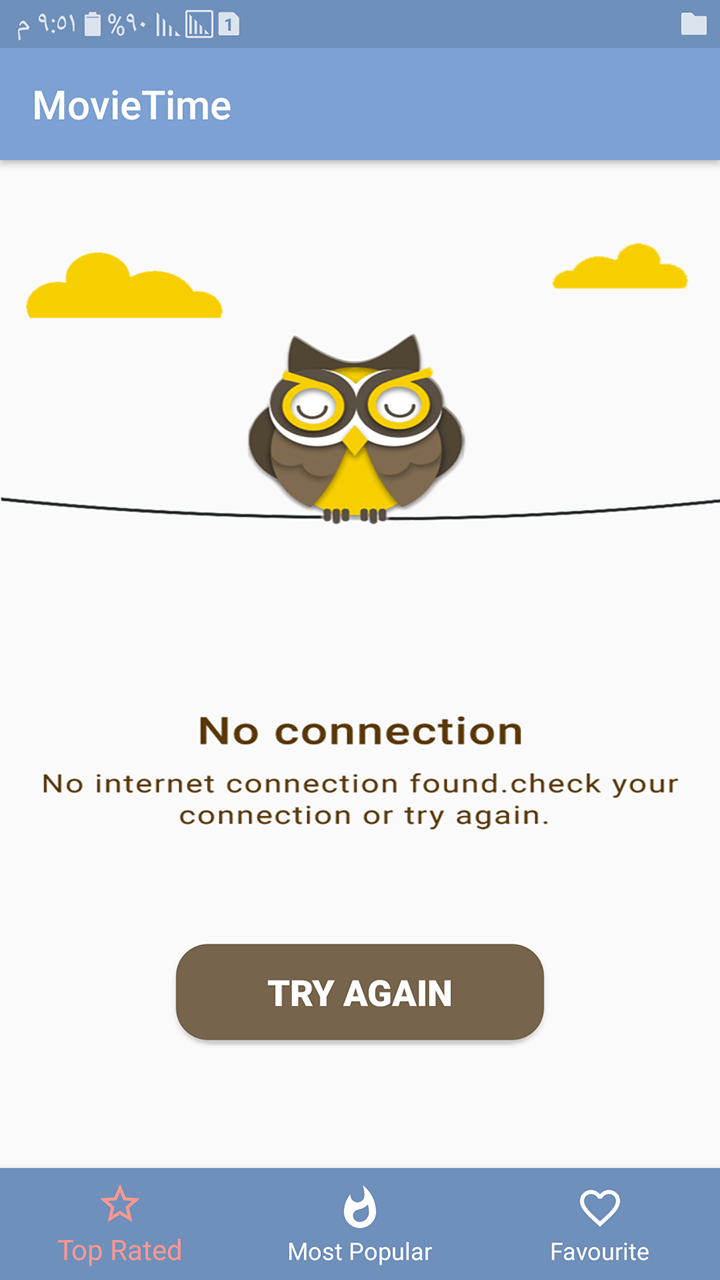 م ٩:٥١ %٩٠ 1
MovieTime
No connection
No internet connection found.check your
connection or try again.
TRY AGAIN
Top Rated
Most Popular
Favourite